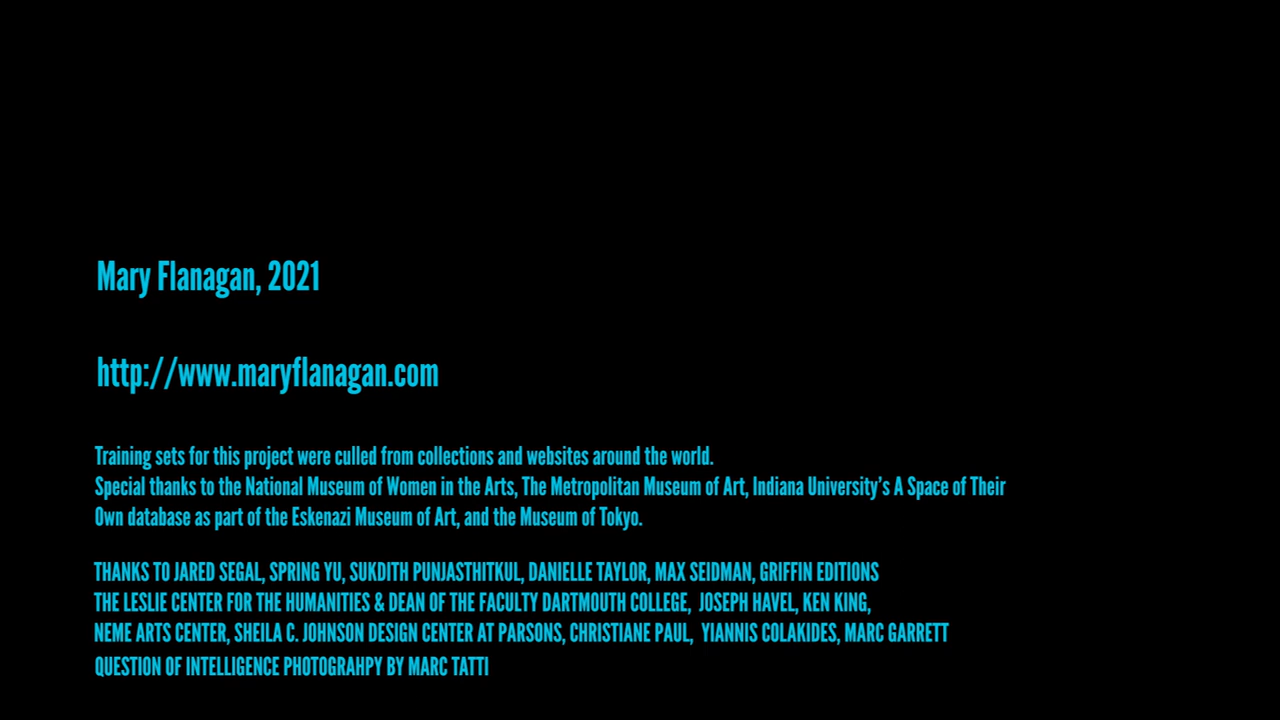 Mary Flanagan, 2021
http://www.maryflanagan.com
Training sets for this project were culled from collections and websites around the world.
Special thanks to the National Museum of Women in the Arts, The Metropolitan Museum of Art, Indiana University's A Space of Their
Own database as part of the Eskenazi Museum of Art, and the Museum of Tokyo.
THANKS TO JARED SEGAL, SPRING YU, SUKDITH PUNJASTHITKUL, DANIELLE TAYLOR, MAX SEIDMAN, GRIFFIN EDITIONS
THE LESLIE CENTER FOR THE HUMANITIES & DEAN OF THE FACULTY DARTMOUTH COLLEGE, JOSEPH HAVEL, KEN KING,
NEME ARTS CENTER, SHEILA C. JOHNSON DESIGN CENTER AT PARSONS, CHRISTIANE PAUL, YIANNIS COLAKIDES, MARC GARRETT
QUESTION OF INTELLIGENCE PHOTOGRAHPY BY MARC TATTI